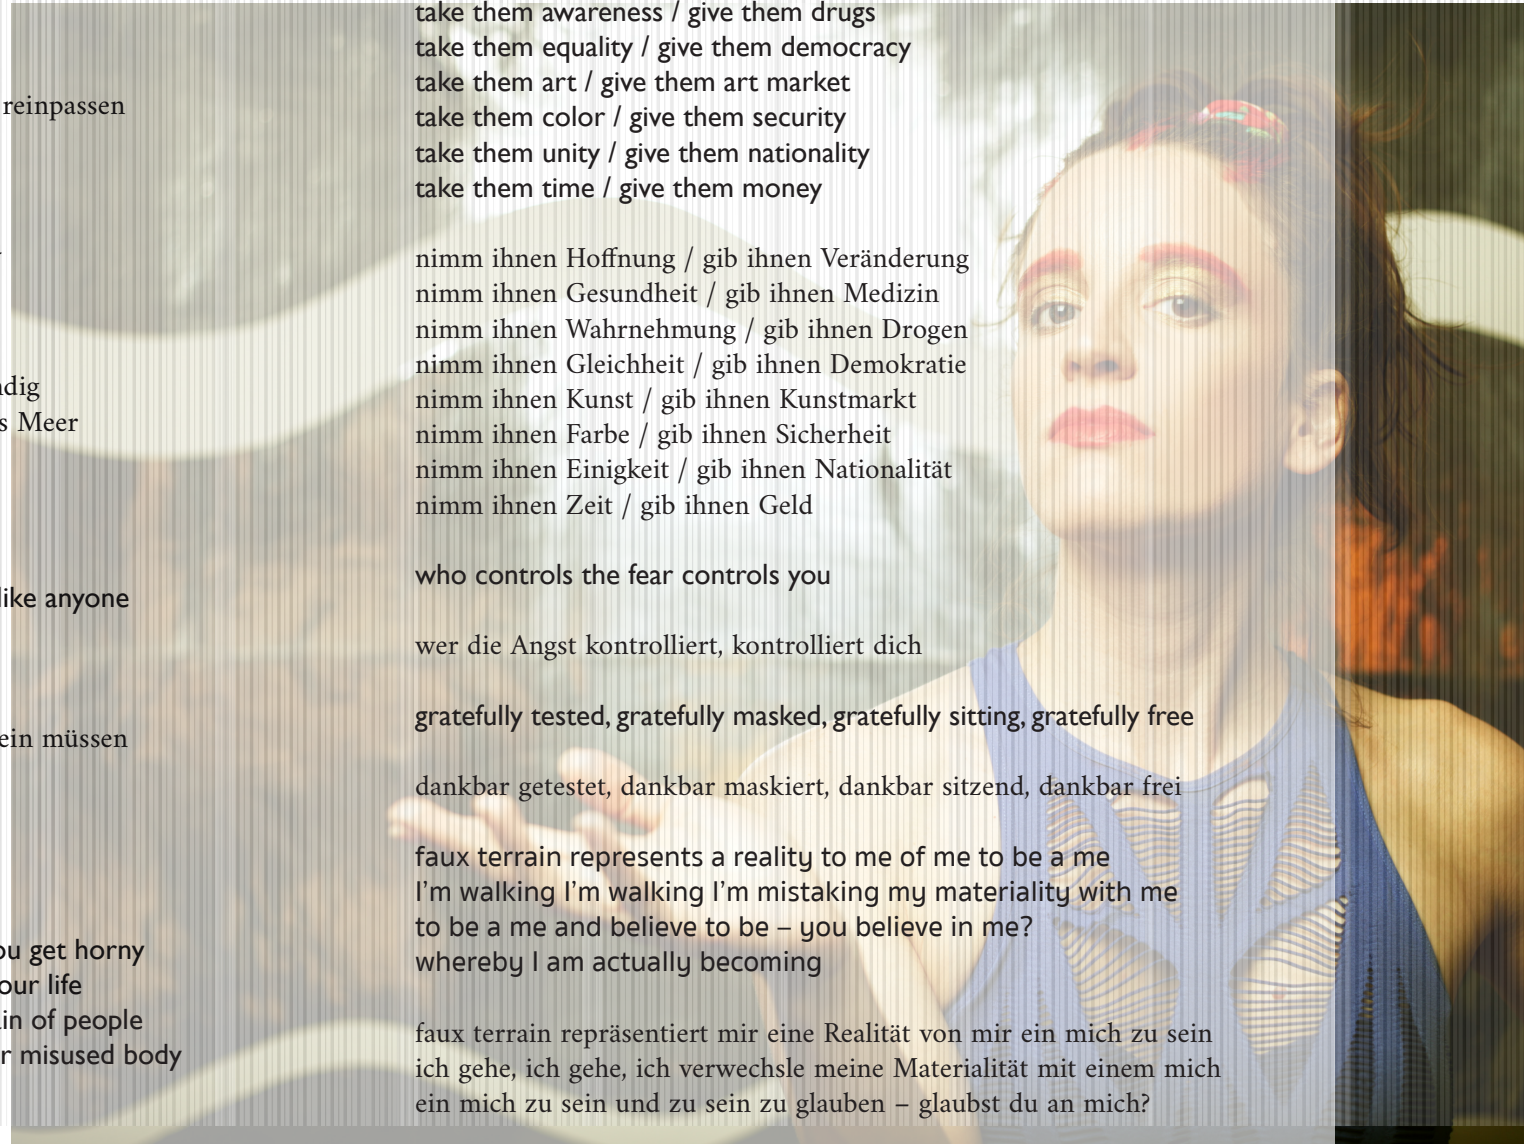 reinpassen
Meer
like anyone
müssen
get horny
life
of people
misused body
take them awareness / give them drugs
take them equality / give them democracy
take them art / give them art market
take them color / give them security
take them unity / give them nationality
take them time / give them money
nimm ihnen Hoffnung / gib ihnen Veränderung
nimm ihnen Gesundheit / gib ihnen Medizin
nimm ihnen Wahrnehmung / gib ihnen Drogen
nimm ihnen Gleichheit / gib ihnen Demokratie
nimm ihnen Kunst / gib ihnen Kunstmarkt
nimm ihnen Farbe / gib ihnen Sicherheit
nimm ihnen Einigkeit / gib ihnen Nationalität
nimm ihnen Zeit / gib ihnen Geld
who controls the fear controls you
wer die Angst kontrolliert, kontrolliert dich
gratefully tested, gratefully masked, gratefully sitting, gratefully free
dankbar getestet, dankbar maskiert, dankbar sitzend, dankbar frei
faux terrain represents a reality to me of me to be a me
I’m walking I’m walking I’m mistaking my materiality with me
to be a me and believe to be – you believe in me?
whereby I am actually becoming
faux terrain repräsentiert mir eine Realität von mir ein mich zu sein
ich gehe, ich gehe, ich verwechsle meine Materialität mit einem mich
ein mich zu sein und zu sein zu glauben – glaubst du an mich?